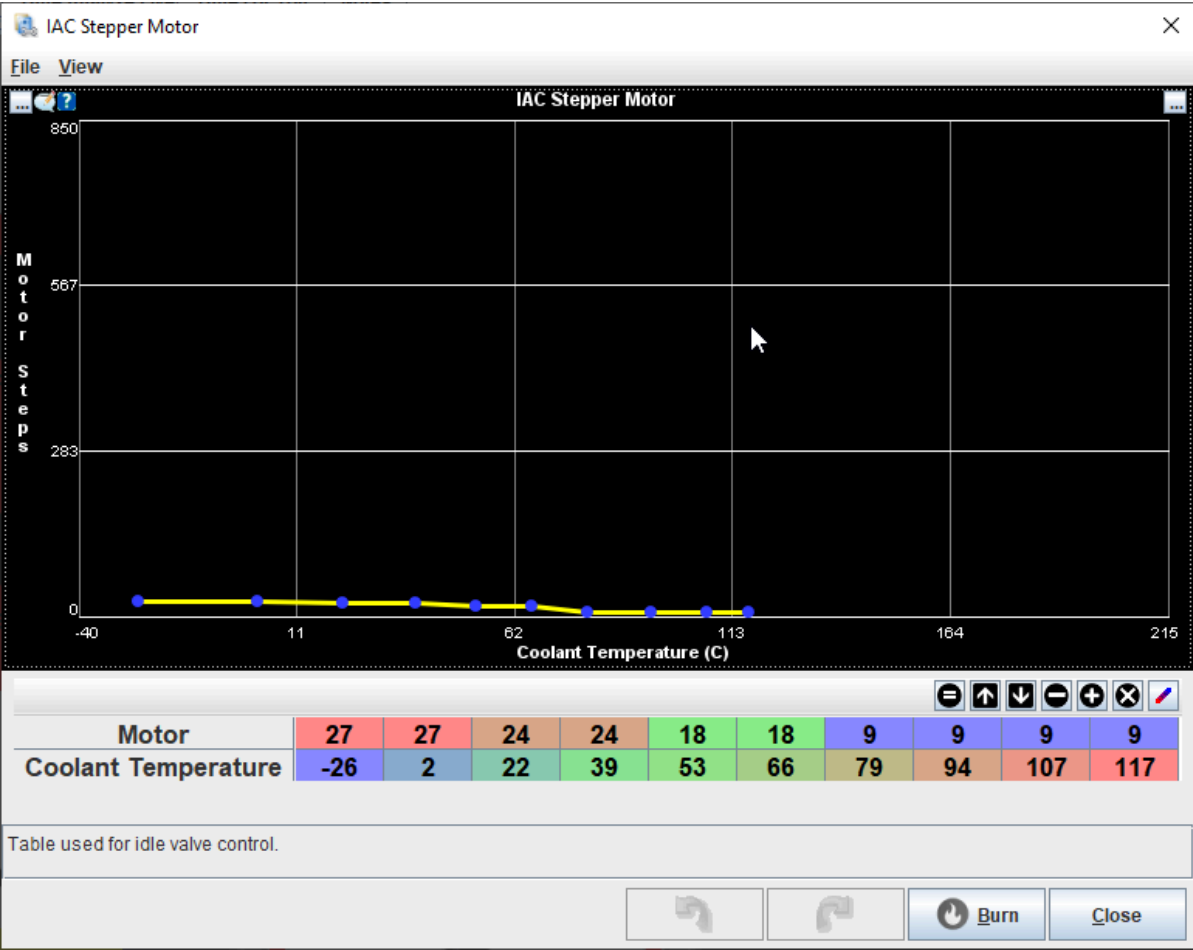 IAC Stepper Motor
File View
... ? IAC Stepper Motor ...
850
567
283
0
Motor Steps
-40 11 62 113 164 215
Coolant Temperature (C)
Motor 27 27 24 24 18 18 9 9 9 9
Coolant Temperature -26 2 22 39 53 66 79 94 107 117
Table used for idle valve control.
Burn Close